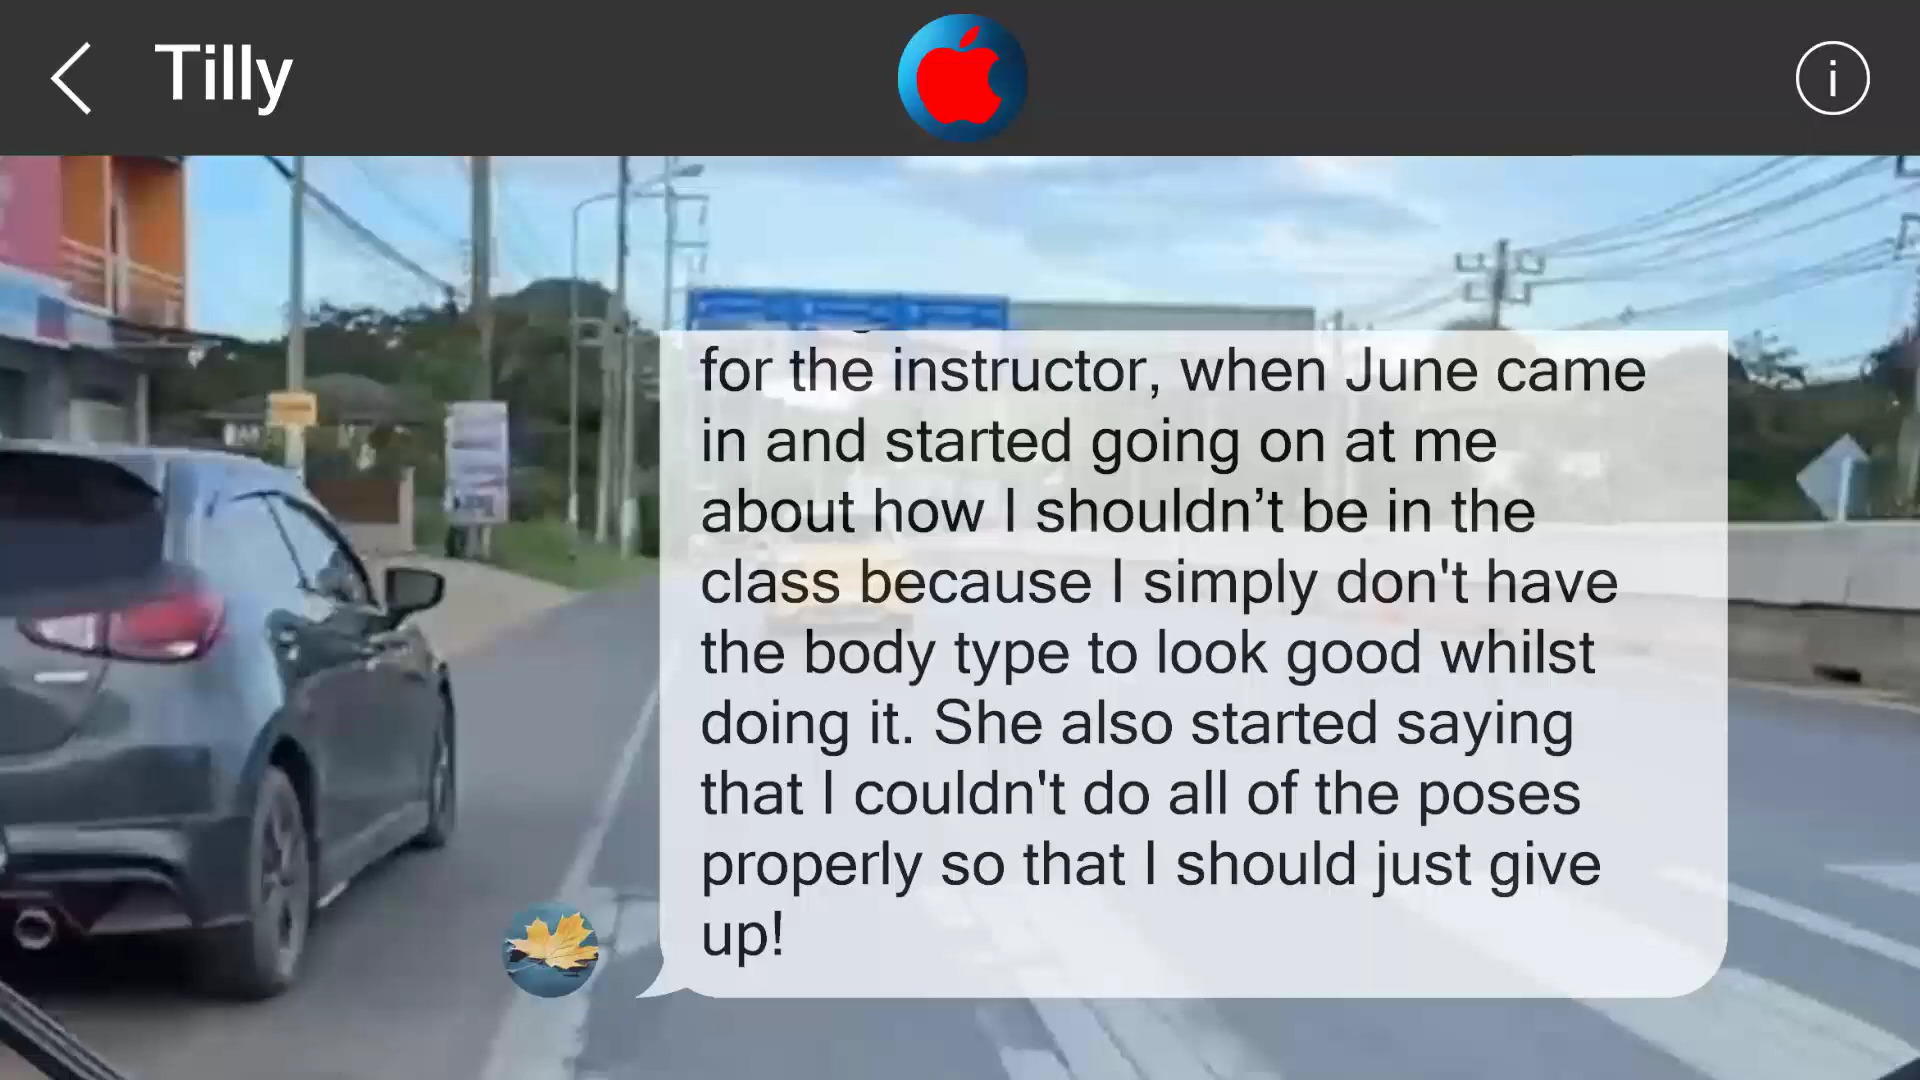 Tilly
i
for the instructor, when June came
in and started going on at me
about how I shouldn’t be in the
class because I simply don't have
the body type to look good whilst
doing it. She also started saying
that I couldn't do all of the poses
properly so that I should just give
up!